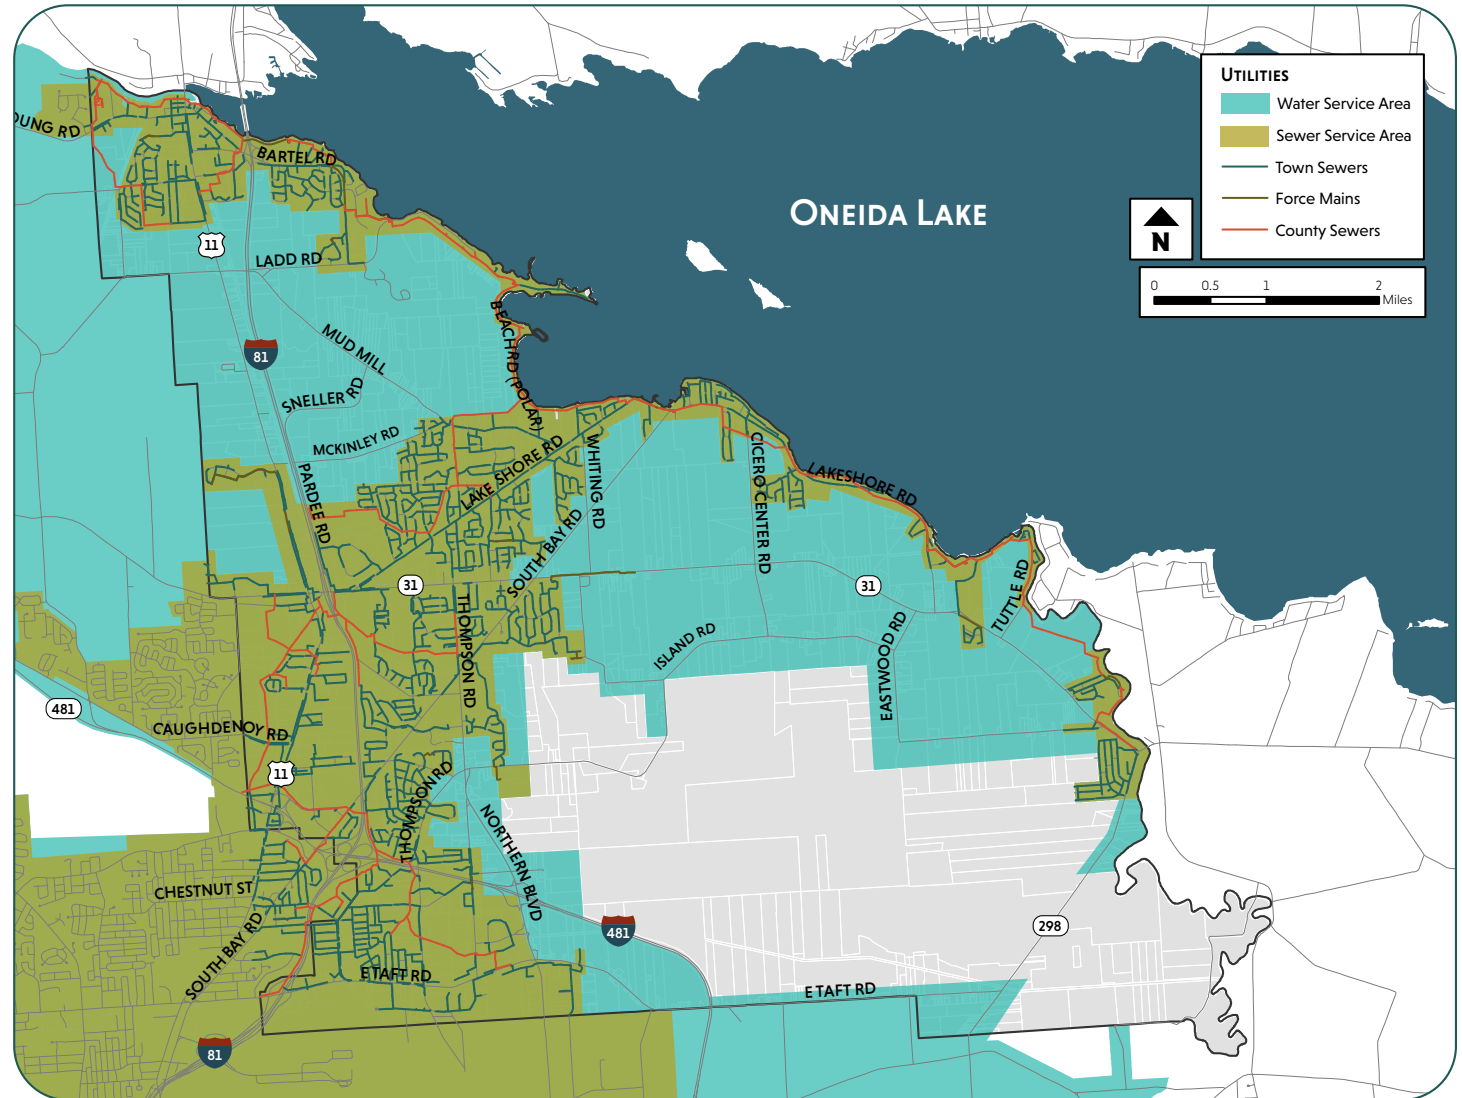 UTILITIES
Water Service Area
Sewer Service Area
Town Sewers
Force Mains
County Sewers
N
0 0.5 1 2
Miles
ONEIDA LAKE
OUNG RD
BARTEL RD
11
LADD RD
BEACH RD (POLAR)
MUD MILL
81
SNELLER RD
MCKINLEY RD
PARDEE RD
LAKE SHORE RD
WHITING RD
CICERO CENTER RD
LAKESHORE RD
SOUTH BAY RD
31
31
THOMPSON RD
ISLAND RD
EASTWOOD RD
TUTTLE RD
481
CAUGHDENOY RD
11
THOMPSON RD
NORTHERN BLVD
CHESTNUT ST
SOUTH BAY RD
481
298
E TAFT RD
E TAFT RD
81